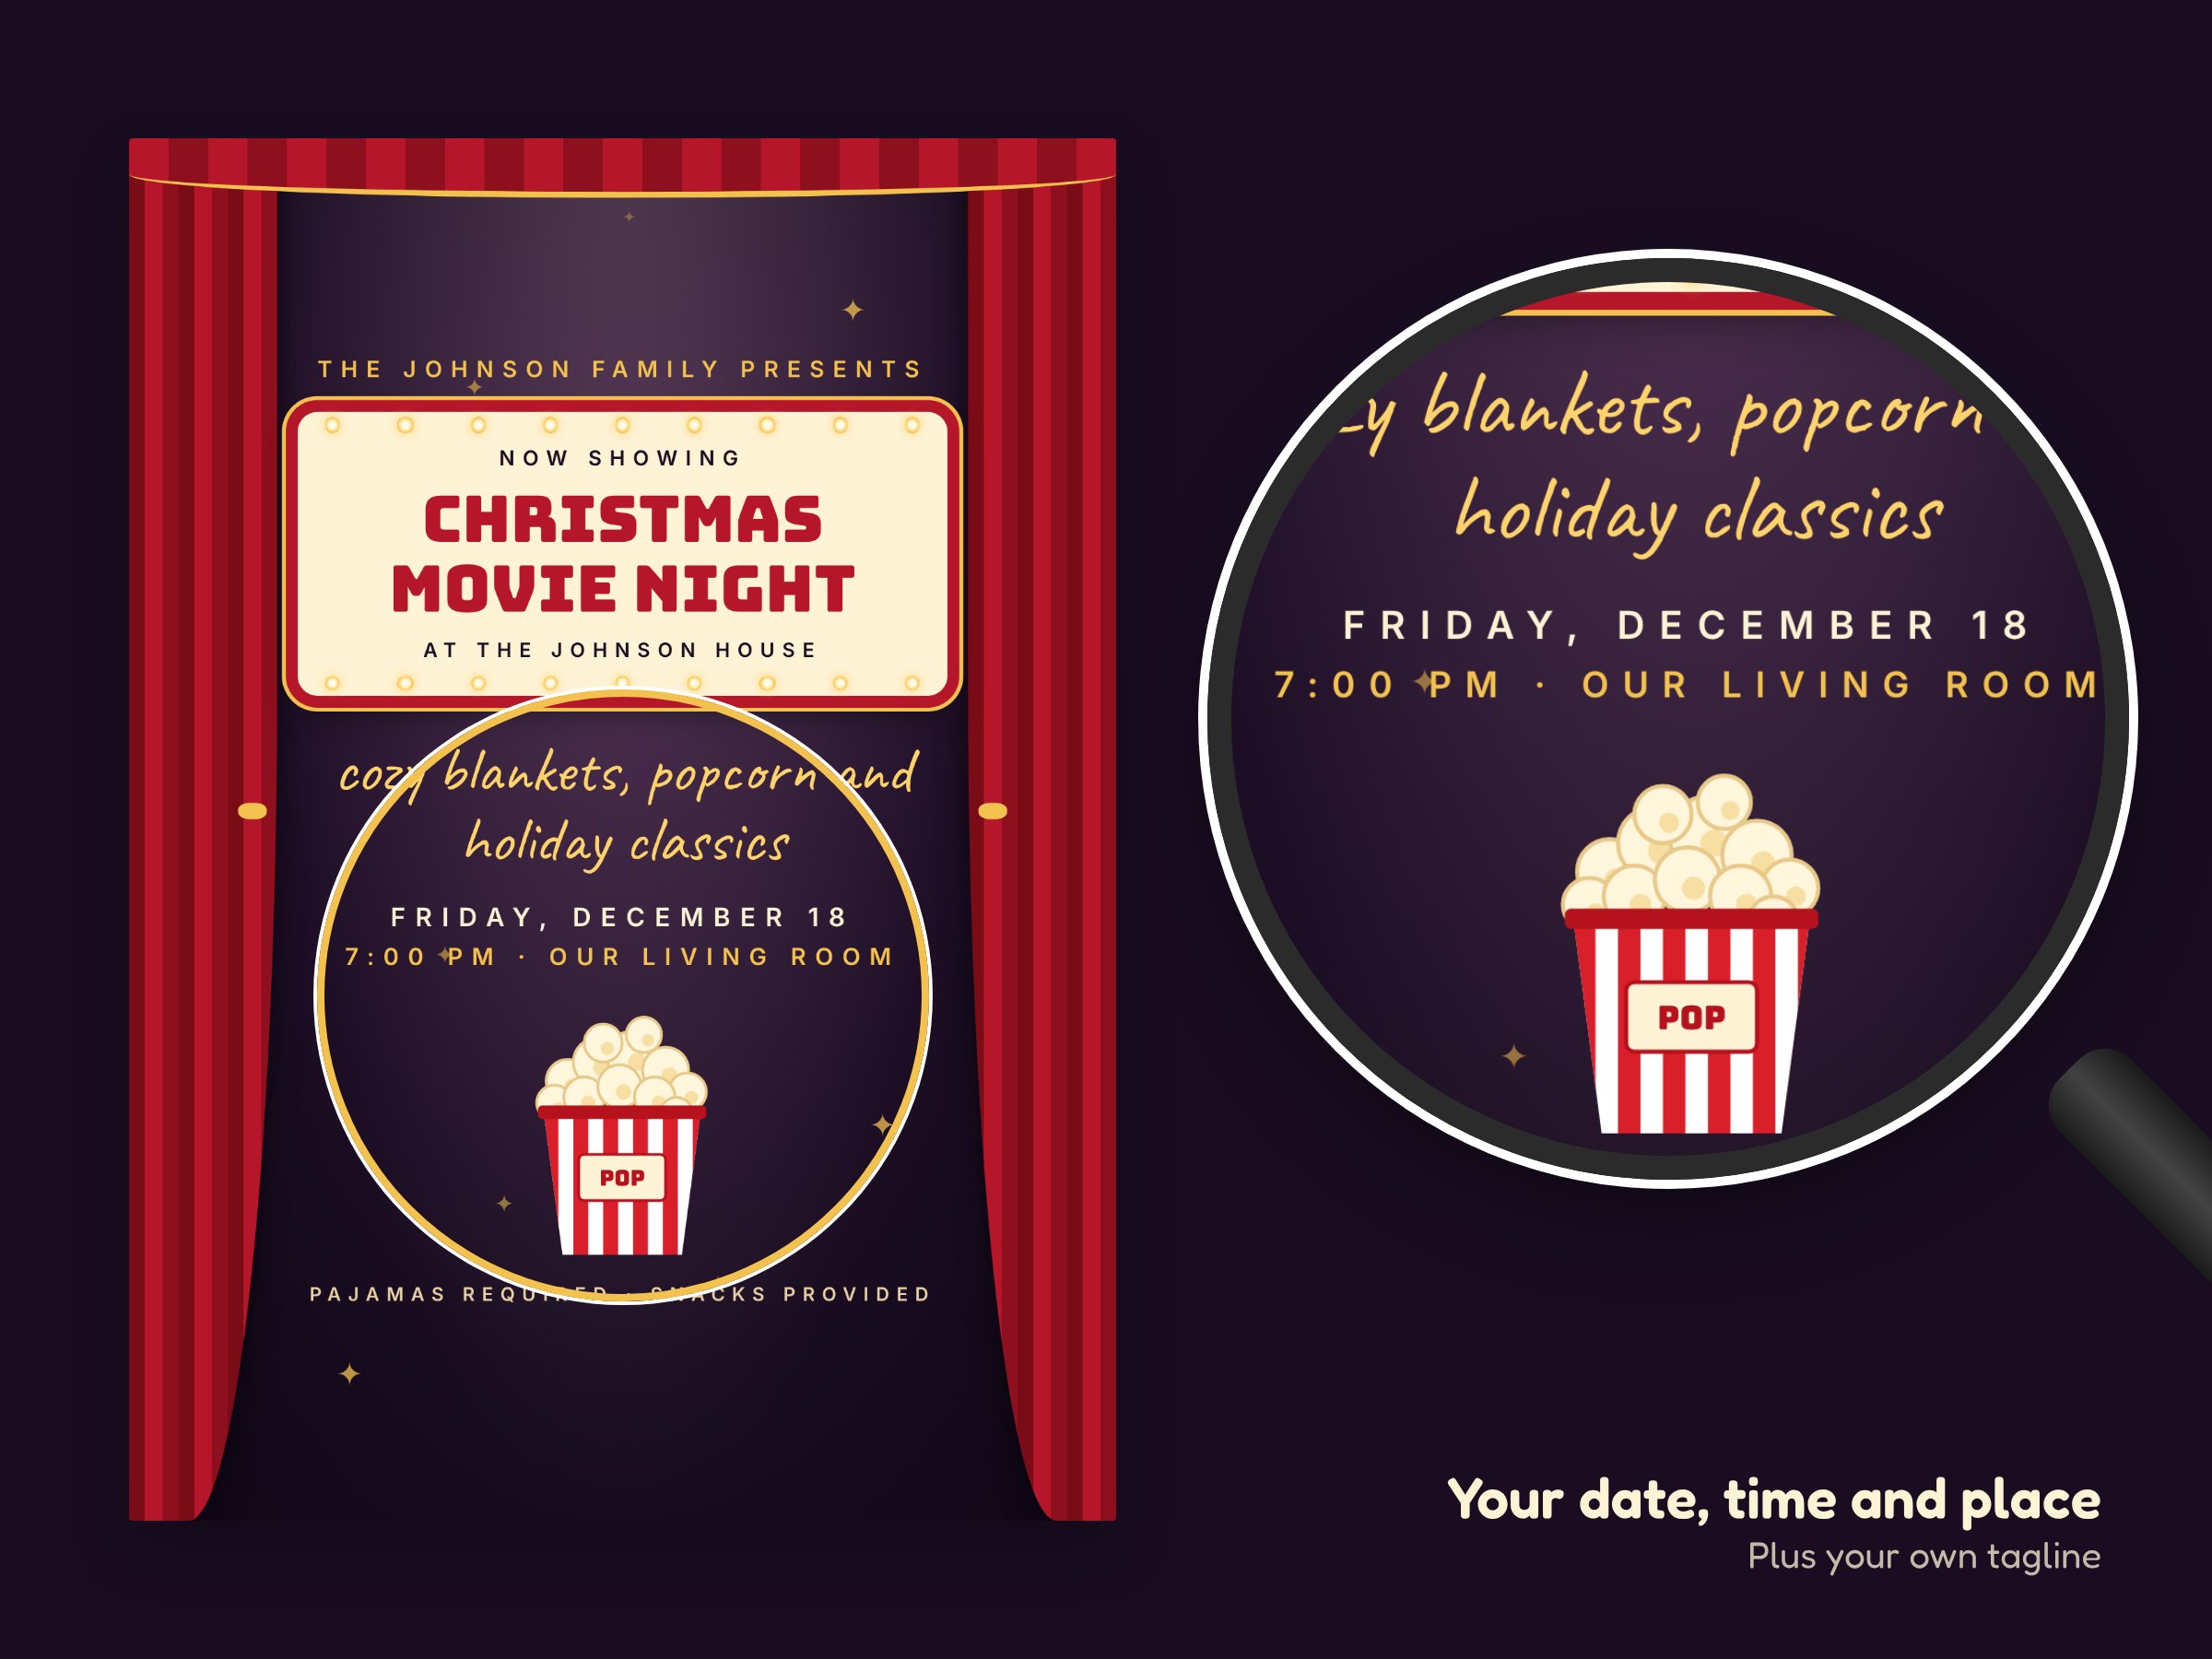 THE JOHNSON FAMILY PRESENTS
NOW SHOWING
CHRISTMAS
MOVIE NIGHT
AT THE JOHNSON HOUSE
cozy blankets, popcorn and
holiday classics
FRIDAY, DECEMBER 18
7:00 PM · OUR LIVING ROOM
POP
PAJAMAS REQUIRED · SNACKS PROVIDED
zy blankets, popcorn
holiday classics
FRIDAY, DECEMBER 18
7:00 PM · OUR LIVING ROOM
POP
Your date, time and place
Plus your own tagline